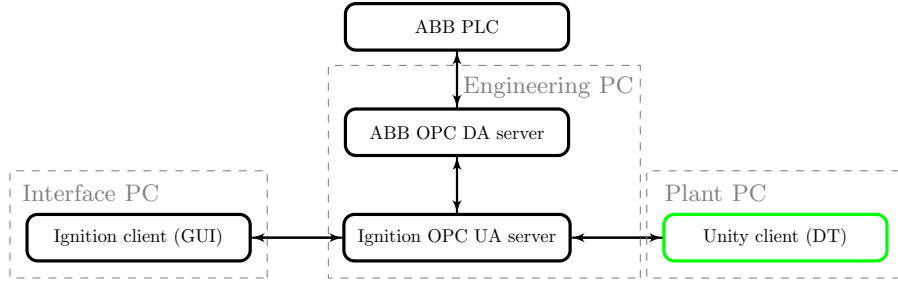 ABB PLC
Engineering PC
ABB OPC DA server
Interface PC
Plant PC
Ignition client (GUI)
Ignition OPC UA server
Unity client (DT)